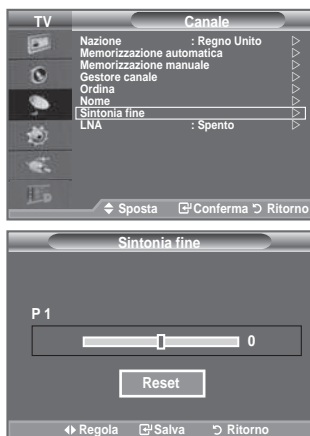 TV Canale
Nazione : Regno Unito
Memorizzazione automatica
Memorizzazione manuale
Gestore canale
Ordina
Nome
Sintonia fine
LNA : Spento
Sposta Conferma Ritorno
Sintonia fine
P 1
0
Reset
Regola Salva Ritorno